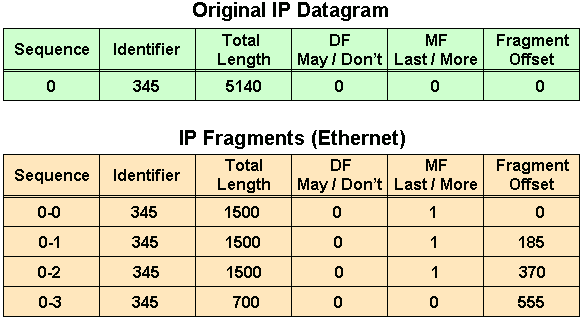 Original IP Datagram
Sequence Identifier Total Length DF May / Don't MF Last / More Fragment Offset
0 345 5140 0 0 0
IP Fragments (Ethernet)
Sequence Identifier Total Length DF May / Don't MF Last / More Fragment Offset
0-0 345 1500 0 1 0
0-1 345 1500 0 1 185
0-2 345 1500 0 1 370
0-3 345 700 0 0 555